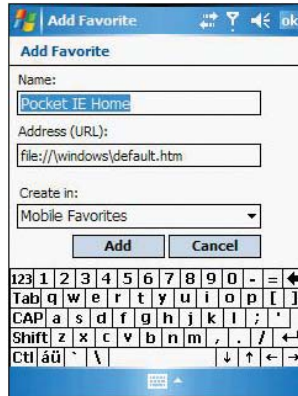 Add Favorite ok
Add Favorite
Name:
Pocket IE Home
Address (URL):
file://\windows\default.htm
Create in:
Mobile Favorites
Add Cancel
123 1 2 3 4 5 6 7 8 9 0 - =
Tab q w e r t y u i o p [ ]
CAP a s d f g h j k l ; '
Shift z x c v b n m , . /
Ctl áü ` \